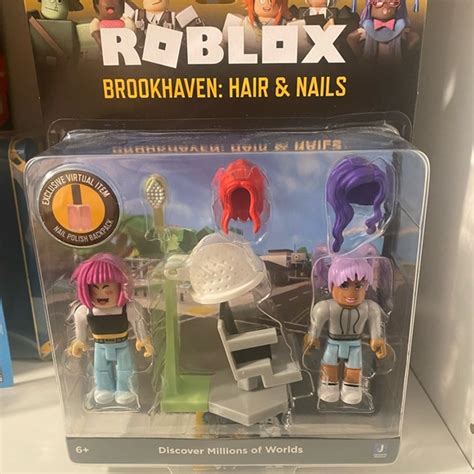 ROBLOX
BROOKHAVEN: HAIR & NAILS
EXCLUSIVE VIRTUAL ITEM
NAIL POLISH BACKPACK
6+
Discover Millions of Worlds